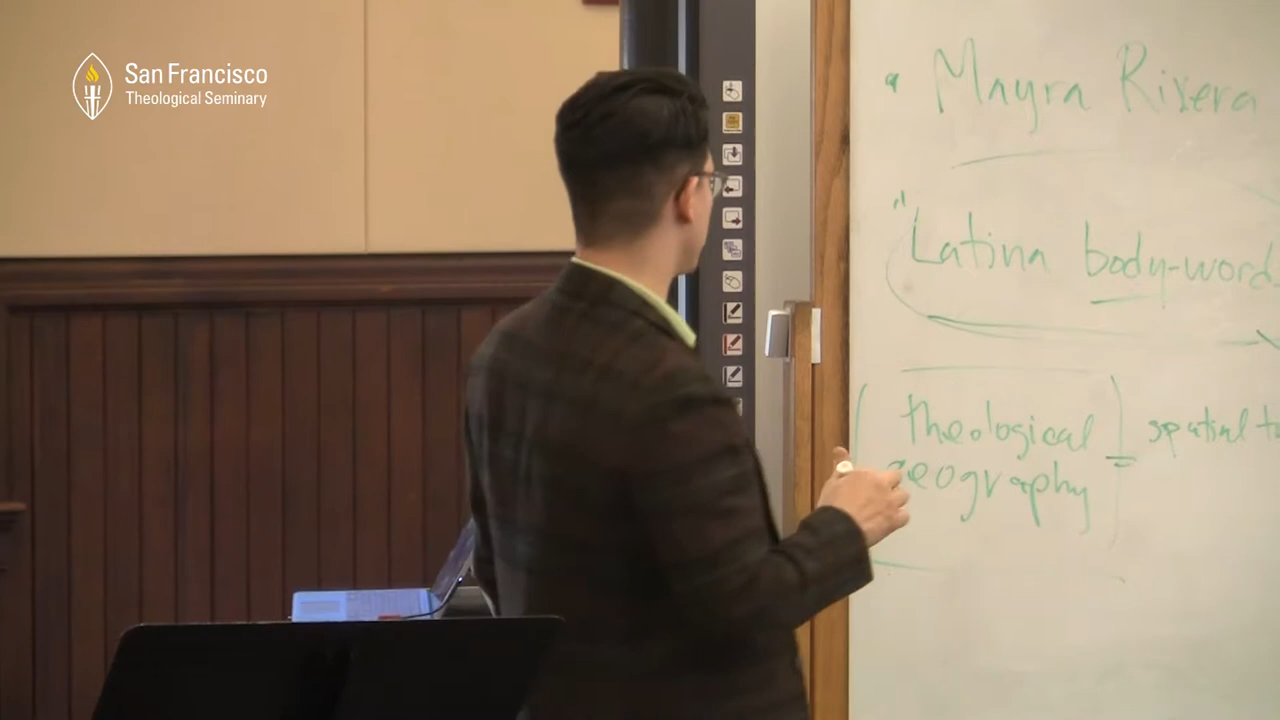 San Francisco
Theological Seminary
Mayra Rivera
"Latina body-word
theological
geography
spatial